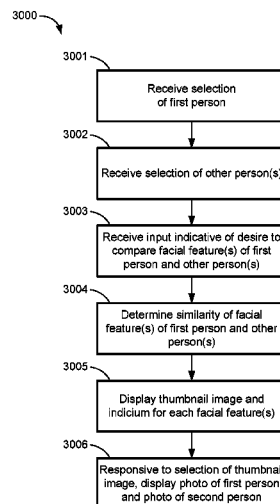 3000
3001
Receive selection
of first person
3002
Receive selection of other person(s)
3003
Receive input indicative of desire to
compare facial feature(s) of first
person and other person(s)
3004
Determine similarity of facial
feature(s) of first person and other
person(s)
3005
Display thumbnail image and
indicium for each facial feature(s)
3006
Responsive to selection of thumbnail
image, display photo of first person
and photo of second person